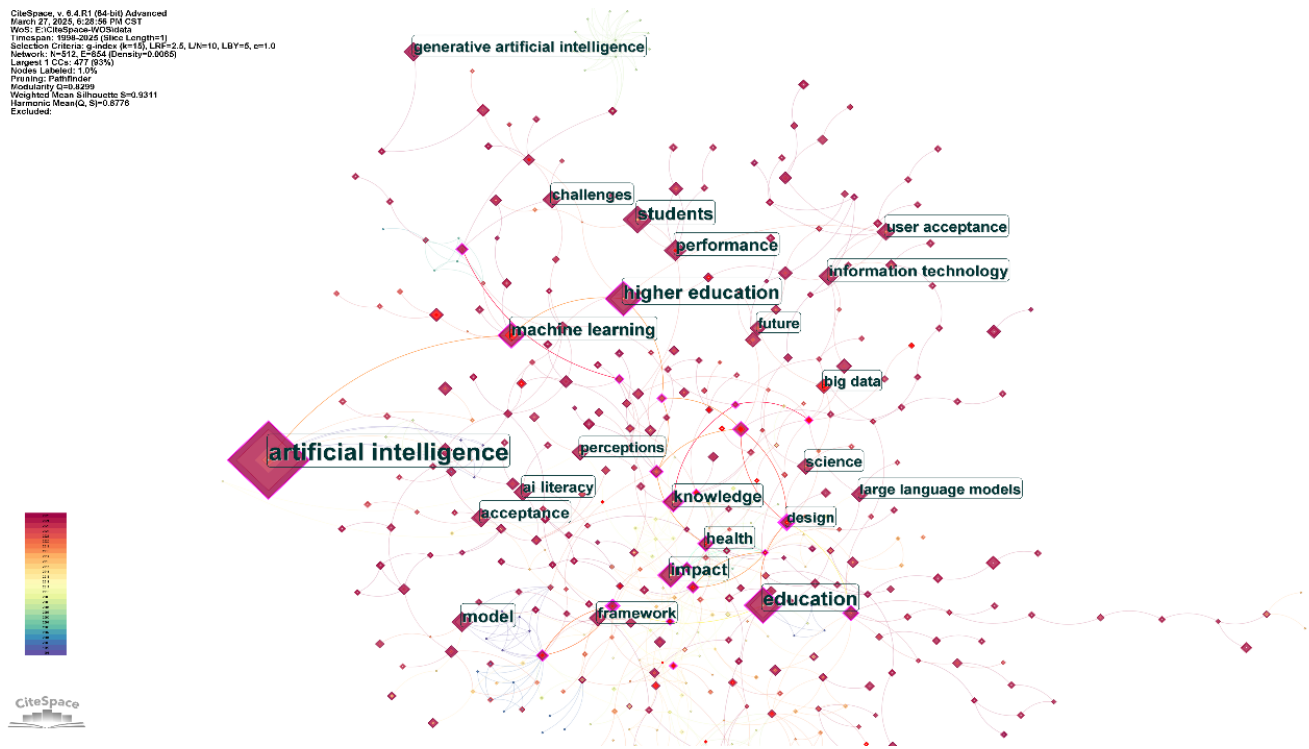 CiteSpace, v. 6.4.R1 (64-bit) Advanced
March 27, 2025, 6:28:56 PM CST
WoS: E:\CiteSpace-WOS\data
Timespan: 1998-2025 (Slice Length=1)
Selection Criteria: g-index (k=15), LRF=2.5, L/N=10, LBY=5, e=1.0
Network: N=512, E=854 (Density=0.0065)
Largest 1 CCs: 477 (93%)
Nodes Labeled: 1.0%
Pruning: Pathfinder
Modularity Q=0.8299
Weighted Mean Silhouette S=0.9311
Harmonic Mean(Q, S)=0.8776
Excluded:
generative artificial intelligence
challenges
students
user acceptance
performance
information technology
higher education
future
machine learning
big data
perceptions
artificial intelligence
science
ai literacy
large language models
knowledge
acceptance
design
health
impact
education
framework
model
CiteSpace